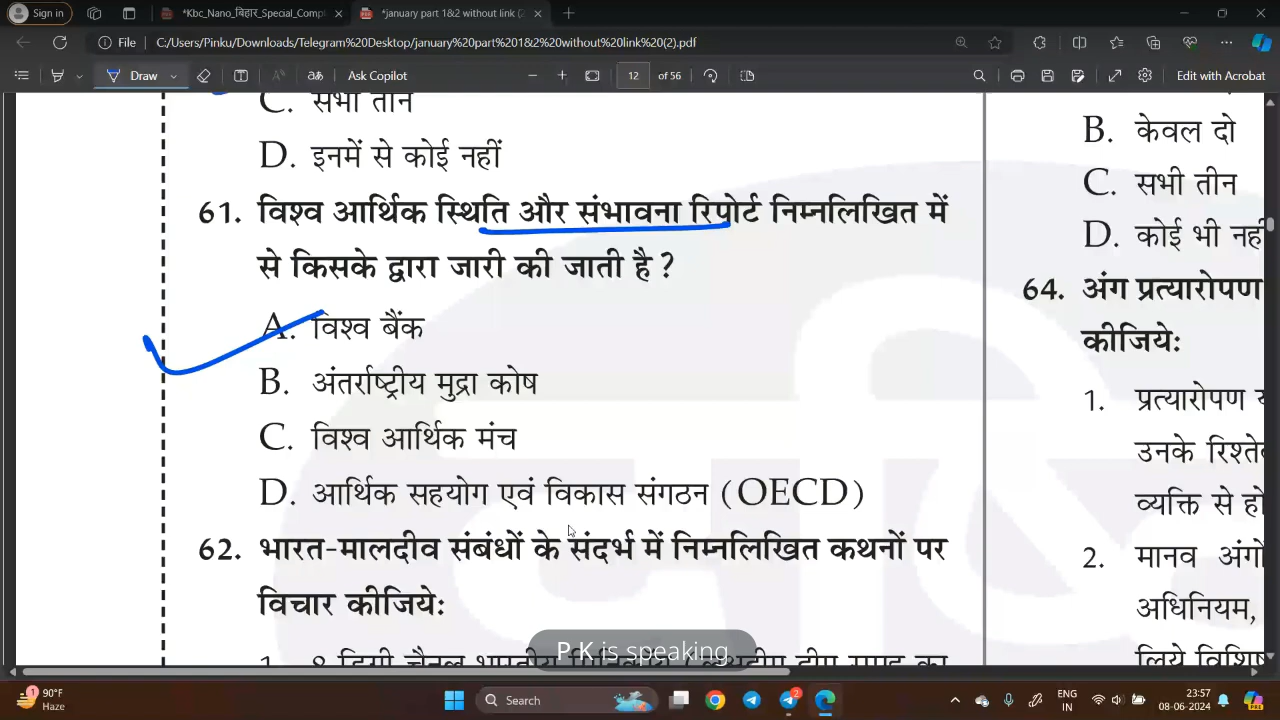 Sign in
*Kbc_Nano_बिहार_Special_Compl
*january part 1&2 without link (2
File
C:/Users/Pinku/Downloads/Telegram%20Desktop/january%20part%201&2%20without%20link%20(2).pdf
Draw
Ask Copilot
12 of 56
Edit with Acrobat
C. सभी तीन
D. इनमें से कोई नहीं
61. विश्व आर्थिक स्थिति और संभावना रिपोर्ट निम्नलिखित में
से किसके द्वारा जारी की जाती है ?
A. विश्व बैंक
B. अंतर्राष्ट्रीय मुद्रा कोष
C. विश्व आर्थिक मंच
D. आर्थिक सहयोग एवं विकास संगठन (OECD)
62. भारत-मालदीव संबंधों के संदर्भ में निम्नलिखित कथनों पर
विचार कीजिये:
B. केवल दो
C. सभी तीन
D. कोई भी नहीं
64. अंग प्रत्यारोपण
कीजिये:
1. प्रत्यारोपण
उनके
व्यक्ति से
2. मानव अंगों
अधिनियम,
लिये
P K is speaking
1
90°F
Haze
Search
2
ENG
IN
23:57
08-06-2024